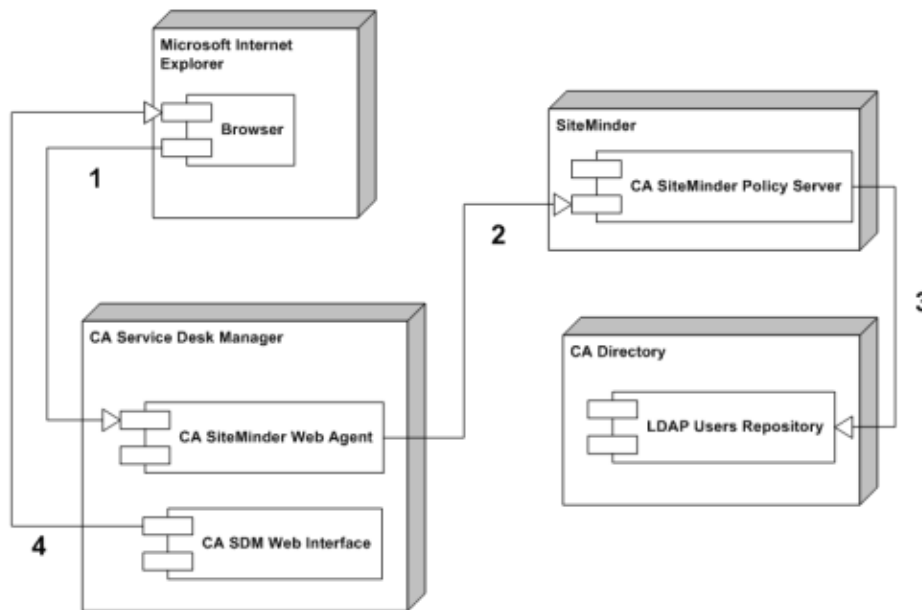 Microsoft Internet
Explorer
Browser
1
SiteMinder
CA SiteMinder Policy Server
2
3
CA Service Desk Manager
CA SiteMinder Web Agent
CA Directory
LDAP Users Repository
CA SDM Web Interface
4